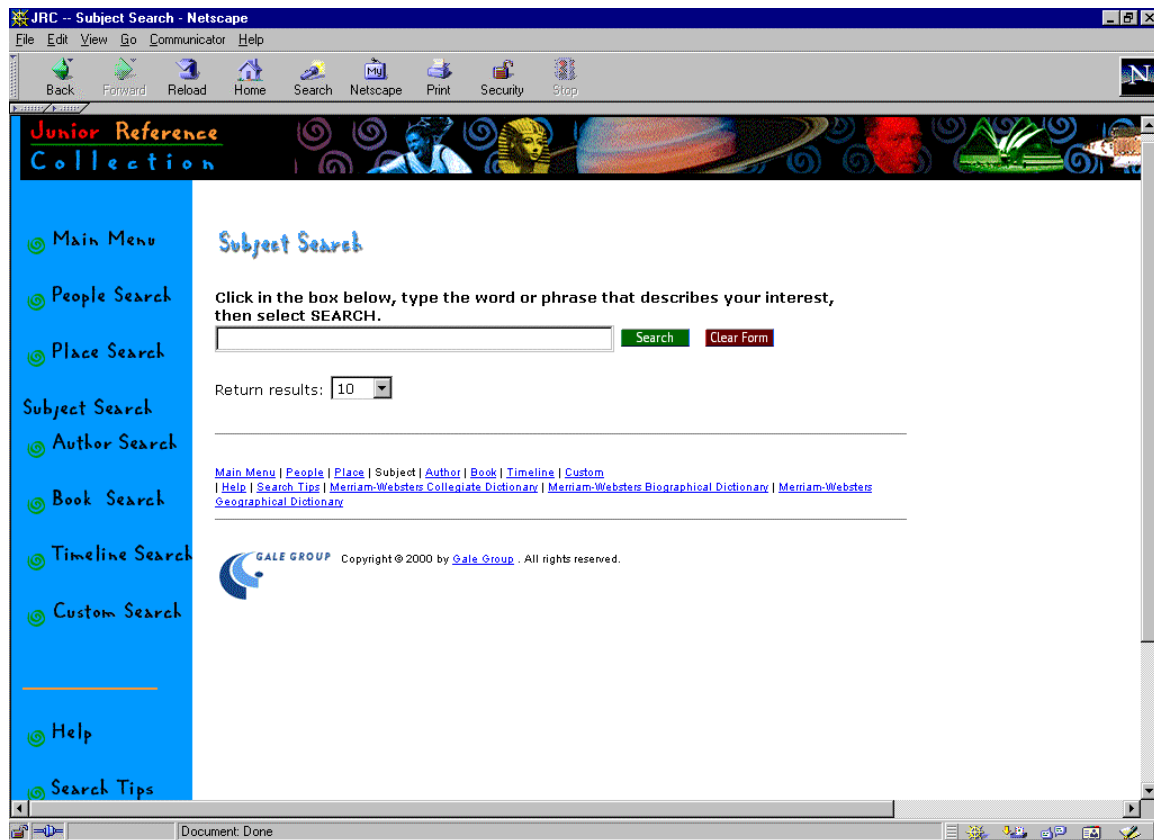 JRC -- Subject Search - Netscape
File Edit View Go Communicator Help
Back Forward Reload Home Search Netscape Print Security Stop
My
N
Junior Reference
Collection
Main Menu
People Search
Place Search
Subject Search
Author Search
Book Search
Timeline Search
Custom Search
Help
Search Tips
Subject Search
Click in the box below, type the word or phrase that describes your interest,
then select SEARCH.
Search Clear Form
Return results: 10
Main Menu | People | Place | Subject | Author | Book | Timeline | Custom
| Help | Search Tips | Merriam-Websters Collegiate Dictionary | Merriam-Websters Biographical Dictionary | Merriam-Websters
Geographical Dictionary
GALE GROUP Copyright © 2000 by Gale Group . All rights reserved.
Document: Done